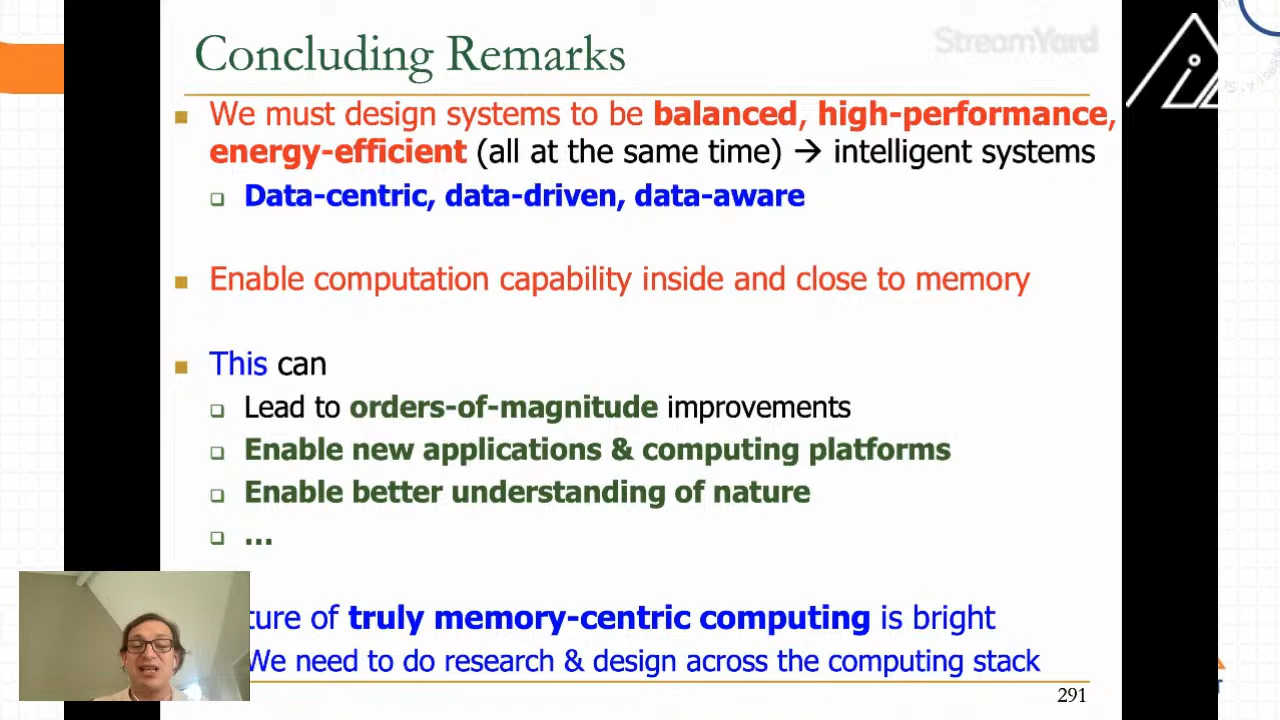 StreamYard
Concluding Remarks
We must design systems to be balanced, high-performance,
energy-efficient (all at the same time) → intelligent systems
Data-centric, data-driven, data-aware
Enable computation capability inside and close to memory
This can
Lead to orders-of-magnitude improvements
Enable new applications & computing platforms
Enable better understanding of nature
...
ture of truly memory-centric computing is bright
We need to do research & design across the computing stack
291